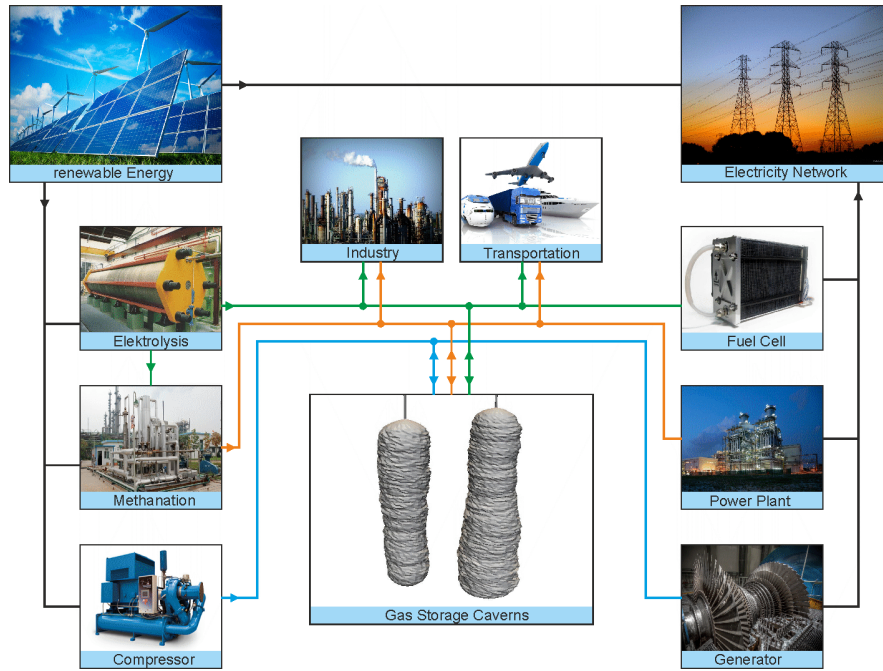 renewable Energy
Electricity Network
Industry
Transportation
Elektrolysis
Fuel Cell
Methanation
Power Plant
Gas Storage Caverns
Compressor
Generator